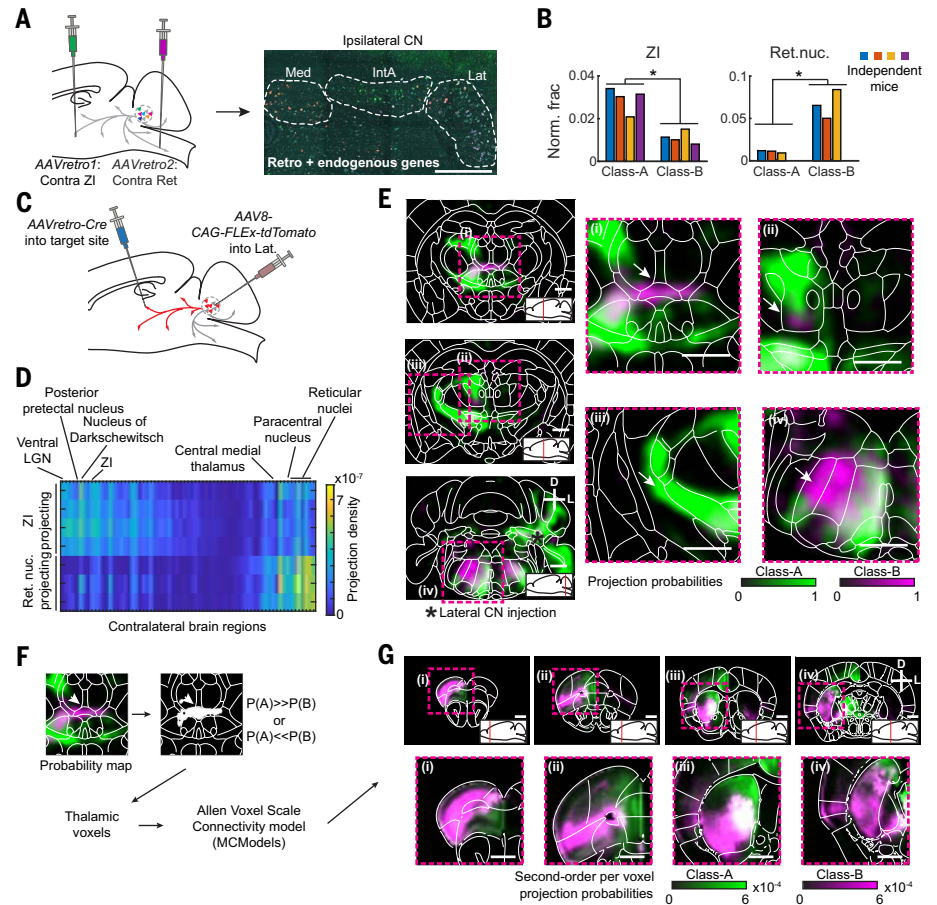 A
Ipsilateral CN
Med
IntA
Lat
Retro + endogenous genes
AAVretro1:
Contra ZI
AAVretro2:
Contra Ret
B
ZI
Ret.nuc.
Independent
mice
Norm. frac
0.04
0.02
0
*
Class-A
Class-B
0.1
0.05
0
*
Class-A
Class-B
C
AAVretro-Cre
into target site
AAV8-
CAG-FLEx-tdTomato
into Lat.
D
Posterior
pretectal nucleus
Nucleus of
Darkschewitsch
Ventral
LGN
ZI
Central medial
thalamus
Paracentral
nucleus
Reticular
nuclei
ZI
projecting
Ret. nuc.
projecting
x10-7
7
0
Projection density
Contralateral brain regions
E
(i)
(iii)
(ii)
(iv)
D
L
*
* Lateral CN injection
(i)
(ii)
(iii)
(iv)
Projection probabilities
Class-A
0 1
Class-B
0 1
F
P(A)>>P(B)
or
P(A)<<P(B)
Probability map
Thalamic
voxels
Allen Voxel Scale
Connectivity model
(MCModels)
G
(i)
(ii)
(iii)
(iv)
D
L
(i)
(ii)
(iii)
(iv)
Second-order per voxel
projection probabilities
Class-A
0 6 x10-4
Class-B
0 6 x10-4